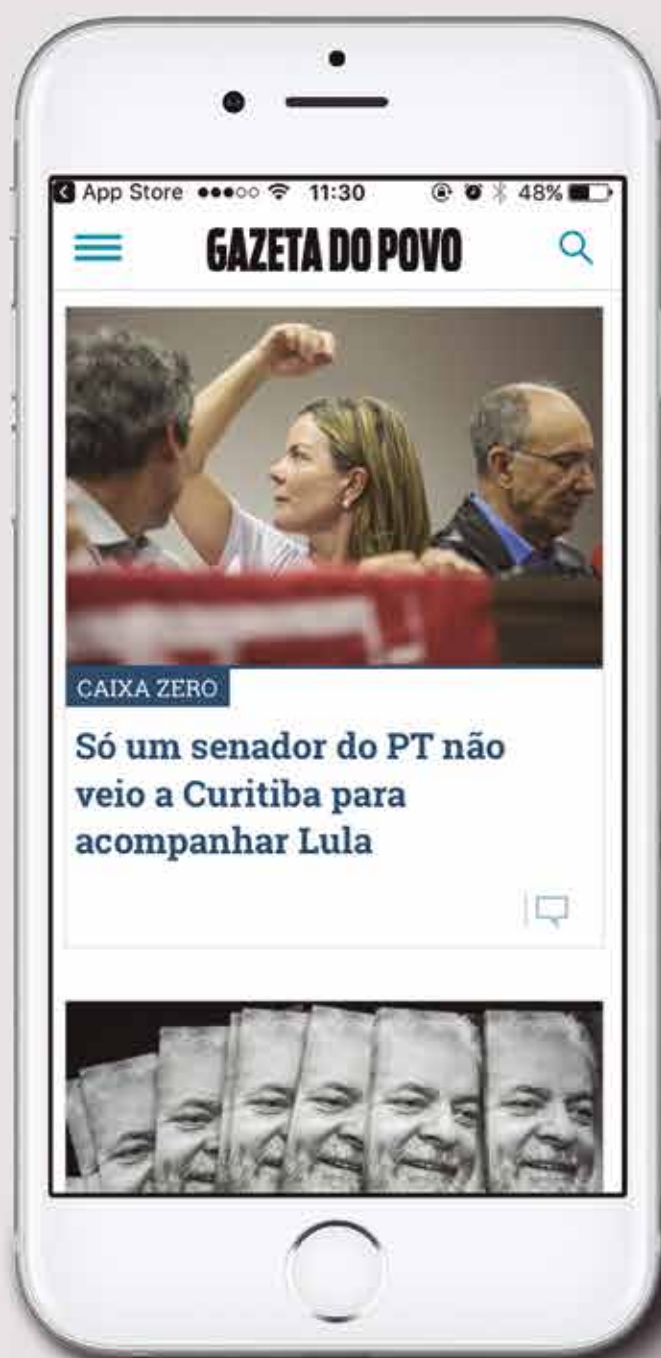 App Store 11:30 48%
GAZETA DO POVO
CAIXA ZERO
Só um senador do PT não
veio a Curitiba para
acompanhar Lula